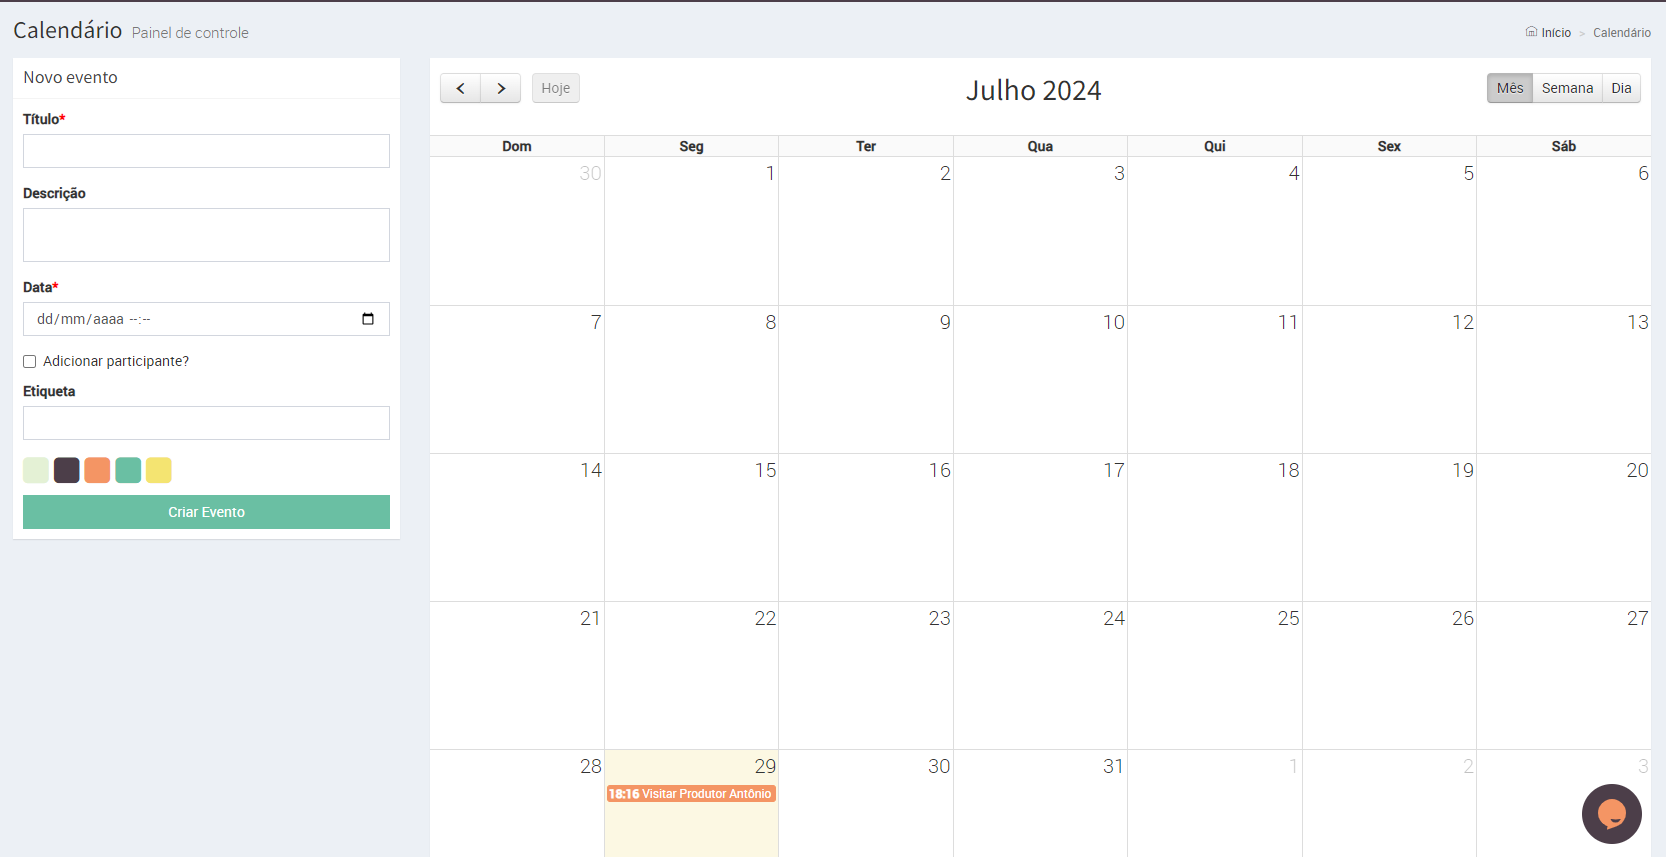 Calendário Painel de controle
Início > Calendário
Novo evento
Título*
Descrição
Data*
dd/mm/aaaa --:--
Adicionar participante?
Etiqueta
Criar Evento
< > Hoje
Julho 2024
Mês Semana Dia
Dom Seg Ter Qua Qui Sex Sáb
30 1 2 3 4 5 6
7 8 9 10 11 12 13
14 15 16 17 18 19 20
21 22 23 24 25 26 27
28 29 30 31 1 2 3
18:16 Visitar Produtor Antônio